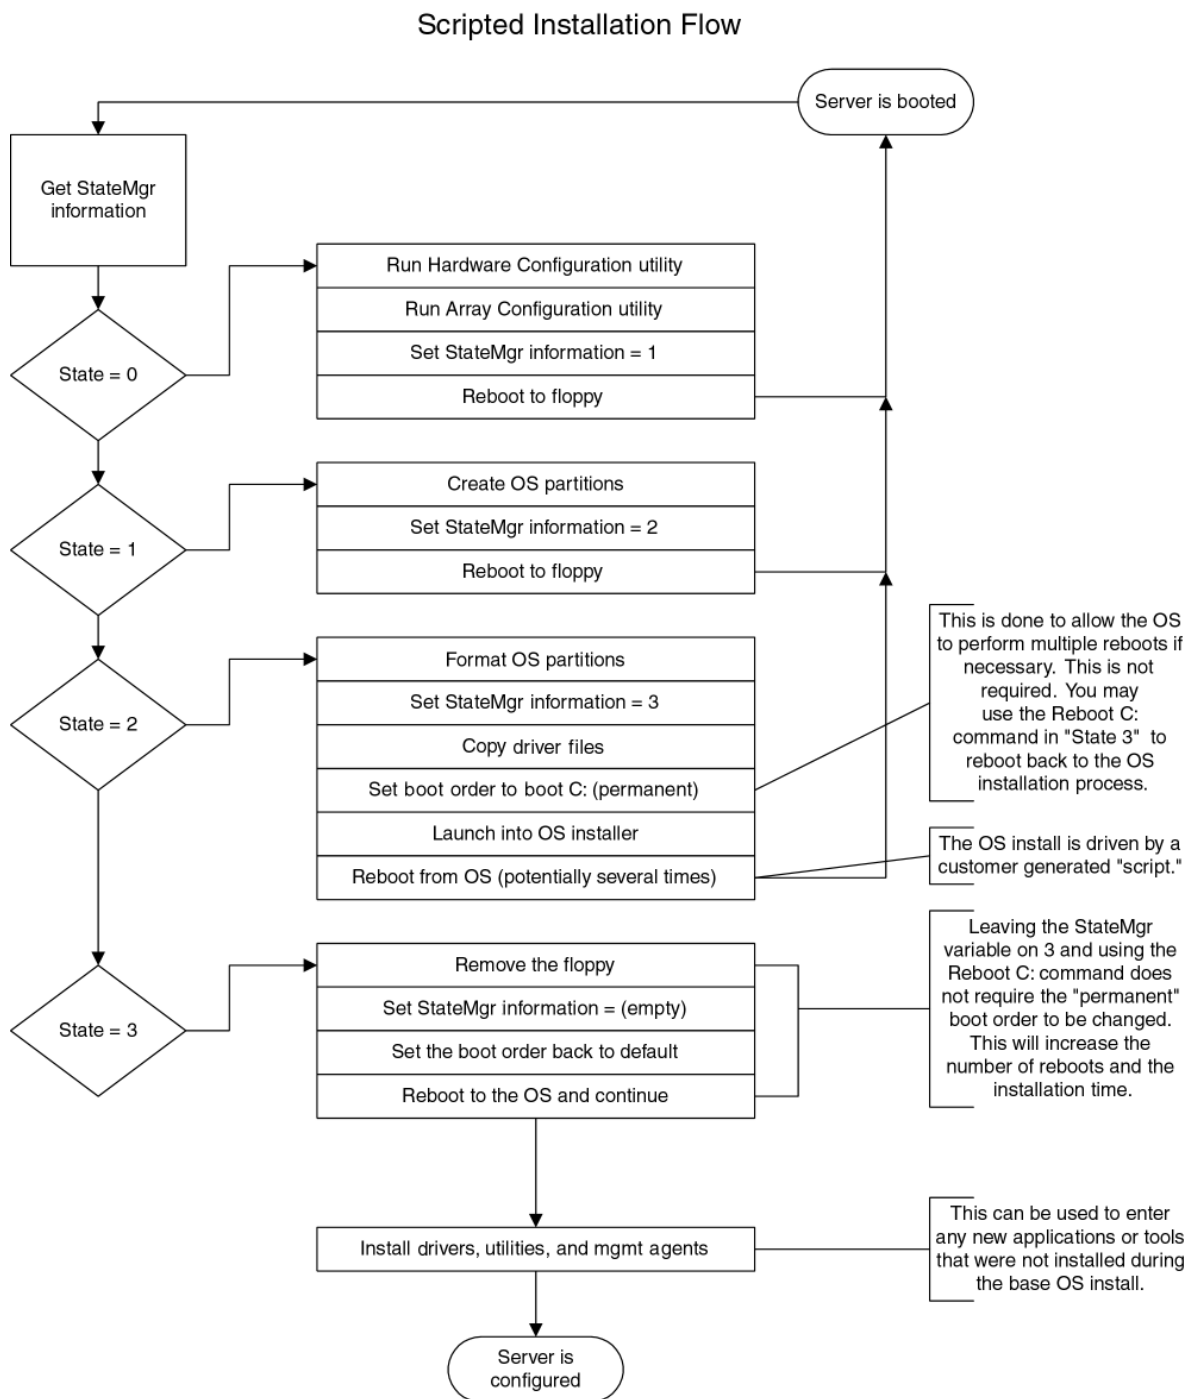 Scripted Installation Flow
Server is booted
Get StateMgr
information
State = 0
Run Hardware Configuration utility
Run Array Configuration utility
Set StateMgr information = 1
Reboot to floppy
State = 1
Create OS partitions
Set StateMgr information = 2
Reboot to floppy
State = 2
Format OS partitions
Set StateMgr information = 3
Copy driver files
Set boot order to boot C: (permanent)
Launch into OS installer
Reboot from OS (potentially several times)
This is done to allow the OS
to perform multiple reboots if
necessary. This is not
required. You may
use the Reboot C:
command in "State 3" to
reboot back to the OS
installation process.
The OS install is driven by a
customer generated "script."
State = 3
Remove the floppy
Set StateMgr information = (empty)
Set the boot order back to default
Reboot to the OS and continue
Leaving the StateMgr
variable on 3 and using the
Reboot C: command does
not require the "permanent"
boot order to be changed.
This will increase the
number of reboots and the
installation time.
Install drivers, utilities, and mgmt agents
This can be used to enter
any new applications or tools
that were not installed during
the base OS install.
Server is
configured